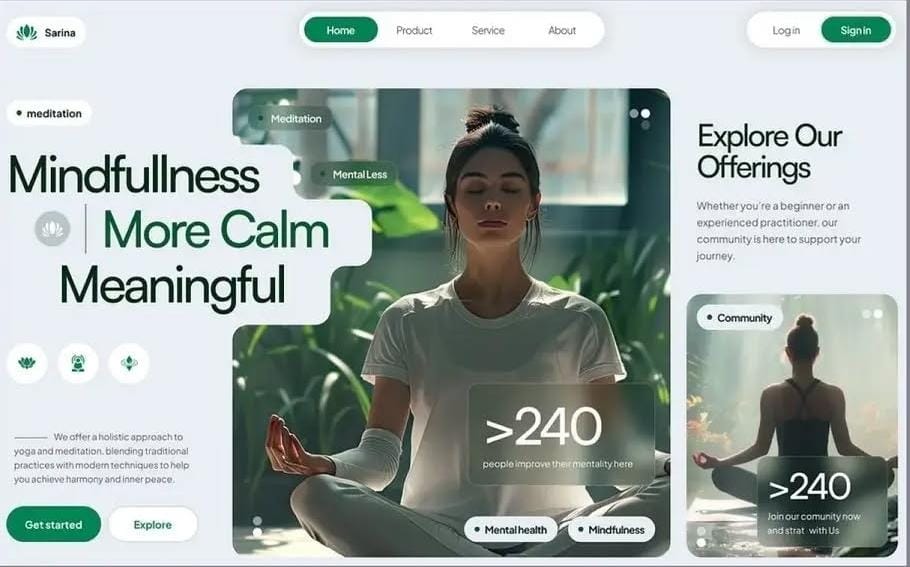 Sarina
Home
Product
Service
About
Log in
Sign in
meditation
Mindfullness
More Calm
Meaningful
We offer a holistic approach to
yoga and meditation, blending traditional
practices with modern techniques to help
you achieve harmony and inner peace.
Get started
Explore
Meditation
Mental Less
>240
people improve their mentality here
Mental health
Mindfulness
Explore Our
Offerings
Whether you're a beginner or an
experienced practitioner, our
community is here to support your
journey.
Community
>240
Join our comunity now
and strat with Us